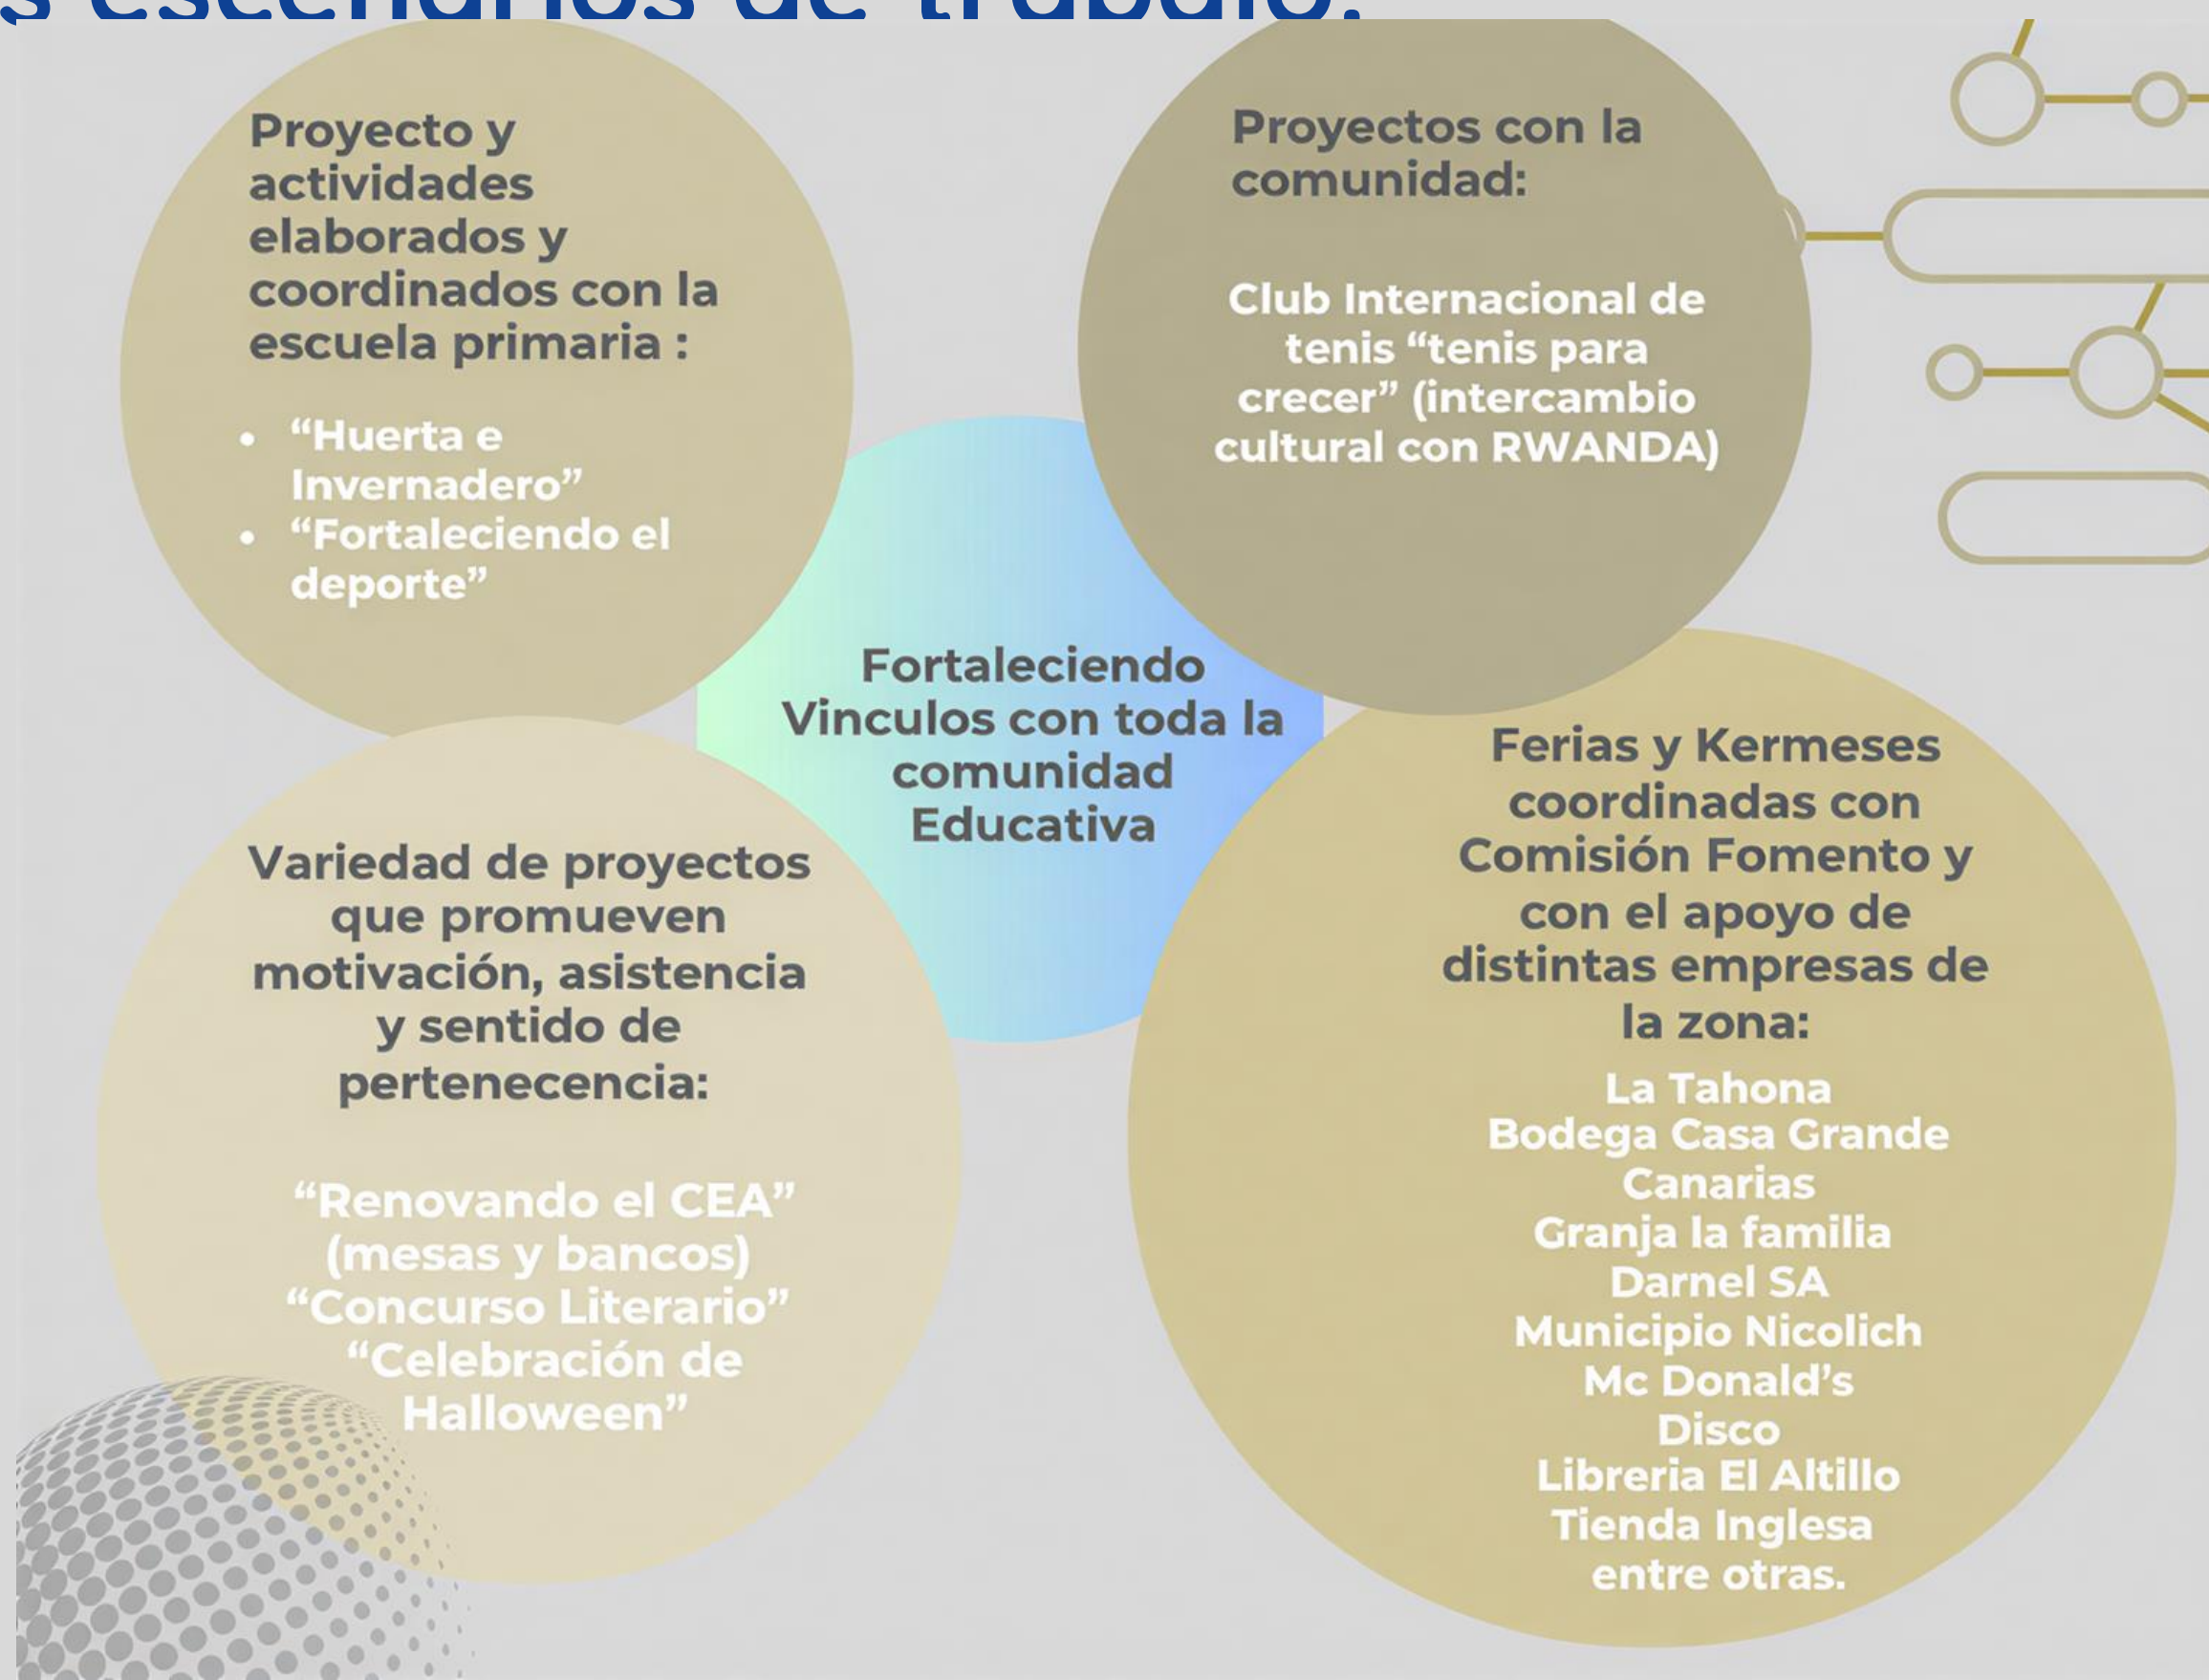 s escenarios de trabajo.
Proyecto y
actividades
elaborados y
coordinados con la
escuela primaria :
• “Huerta e
Invernadero”
• “Fortaleciendo el
deporte”
Proyectos con la
comunidad:
Club Internacional de
tenis “tenis para
crecer” (intercambio
cultural con RWANDA)
Fortaleciendo
Vinculos con toda la
comunidad
Educativa
Variedad de proyectos
que promueven
motivación, asistencia
y sentido de
pertenecencia:
“Renovando el CEA”
(mesas y bancos)
“Concurso Literario”
“Celebración de
Halloween”
Ferias y Kermeses
coordinadas con
Comisión Fomento y
con el apoyo de
distintas empresas de
la zona:
La Tahona
Bodega Casa Grande
Canarias
Granja la familia
Darnel SA
Municipio Nicolich
Mc Donald’s
Disco
Libreria El Altillo
Tienda Inglesa
entre otras.